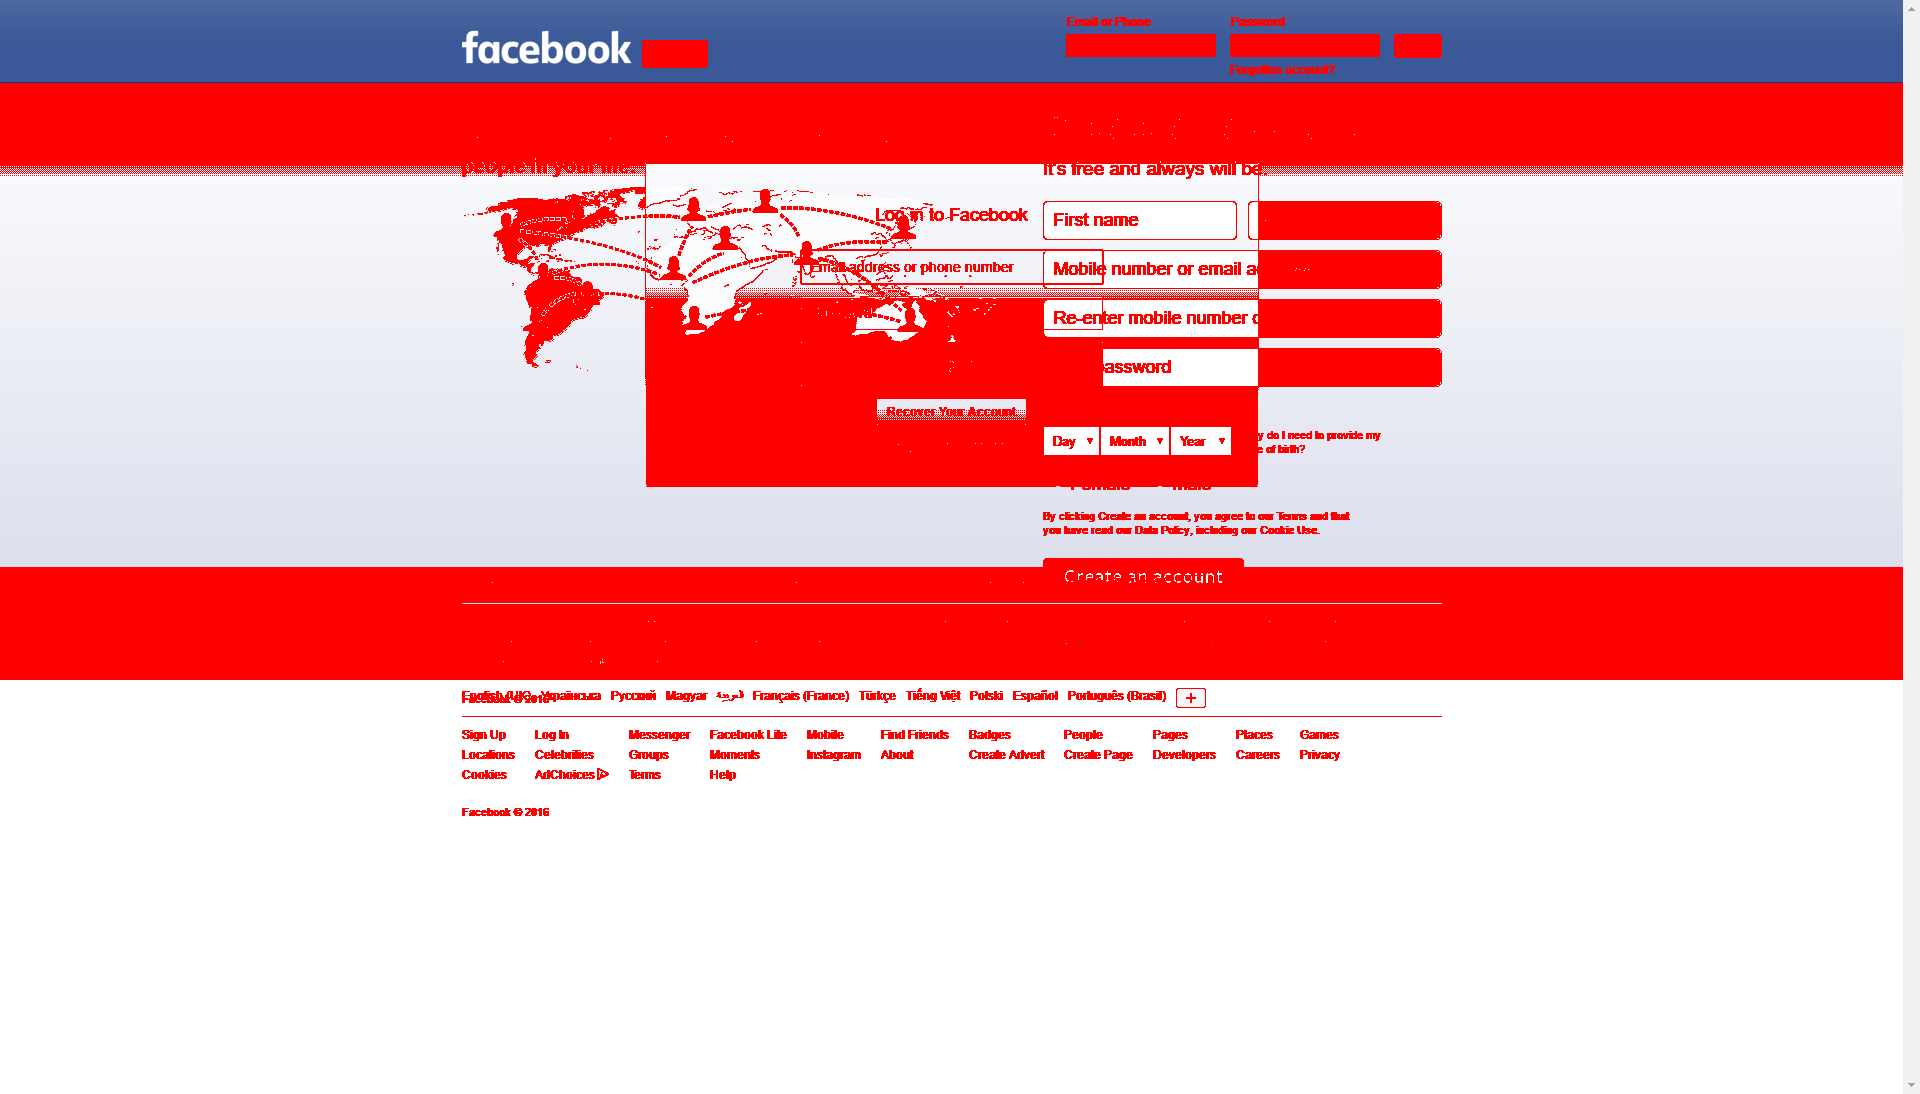 facebook
Email or Phone
Password
Forgotten account?
people in your life.
It's free and always will be.
Log in to Facebook
First name
Email address or phone number
Mobile number or email a
Re-enter mobile number o
password
Recover Your Account
Day Month Year
y do I need to provide my
e of birth?
Female Male
By clicking Create an account, you agree to our Terms and that
you have read our Data Policy, including our Cookie Use.
Create an account
English (UK) Українська Русский Magyar العربية Français (France) Türkçe Tiếng Việt Polski Español Português (Brasil) +
Facebook © 2016
Sign Up Log In Messenger Facebook Lite Mobile Find Friends Badges People Pages Places Games
Locations Celebrities Groups Moments Instagram About Create Advert Create Page Developers Careers Privacy
Cookies AdChoices Terms Help
Facebook © 2016